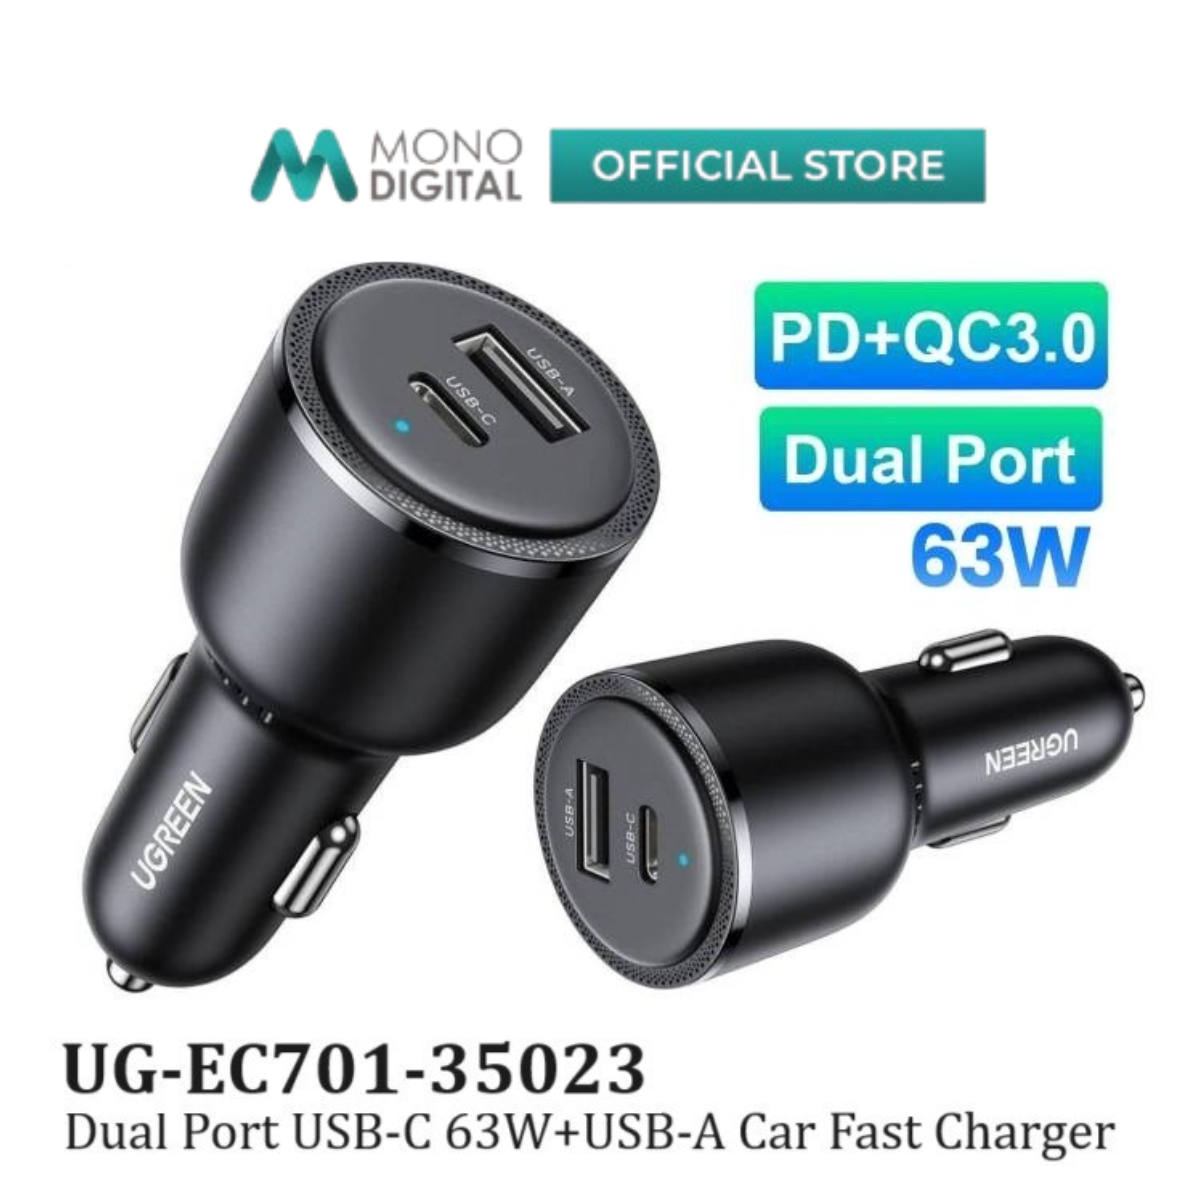 MONO
DIGITAL
OFFICIAL STORE
PD+QC3.0
Dual Port
63W
USB-A
USB-C
UGREEN
USB-A
USB-C
UGREEN
UG-EC701-35023
Dual Port USB-C 63W+USB-A Car Fast Charger